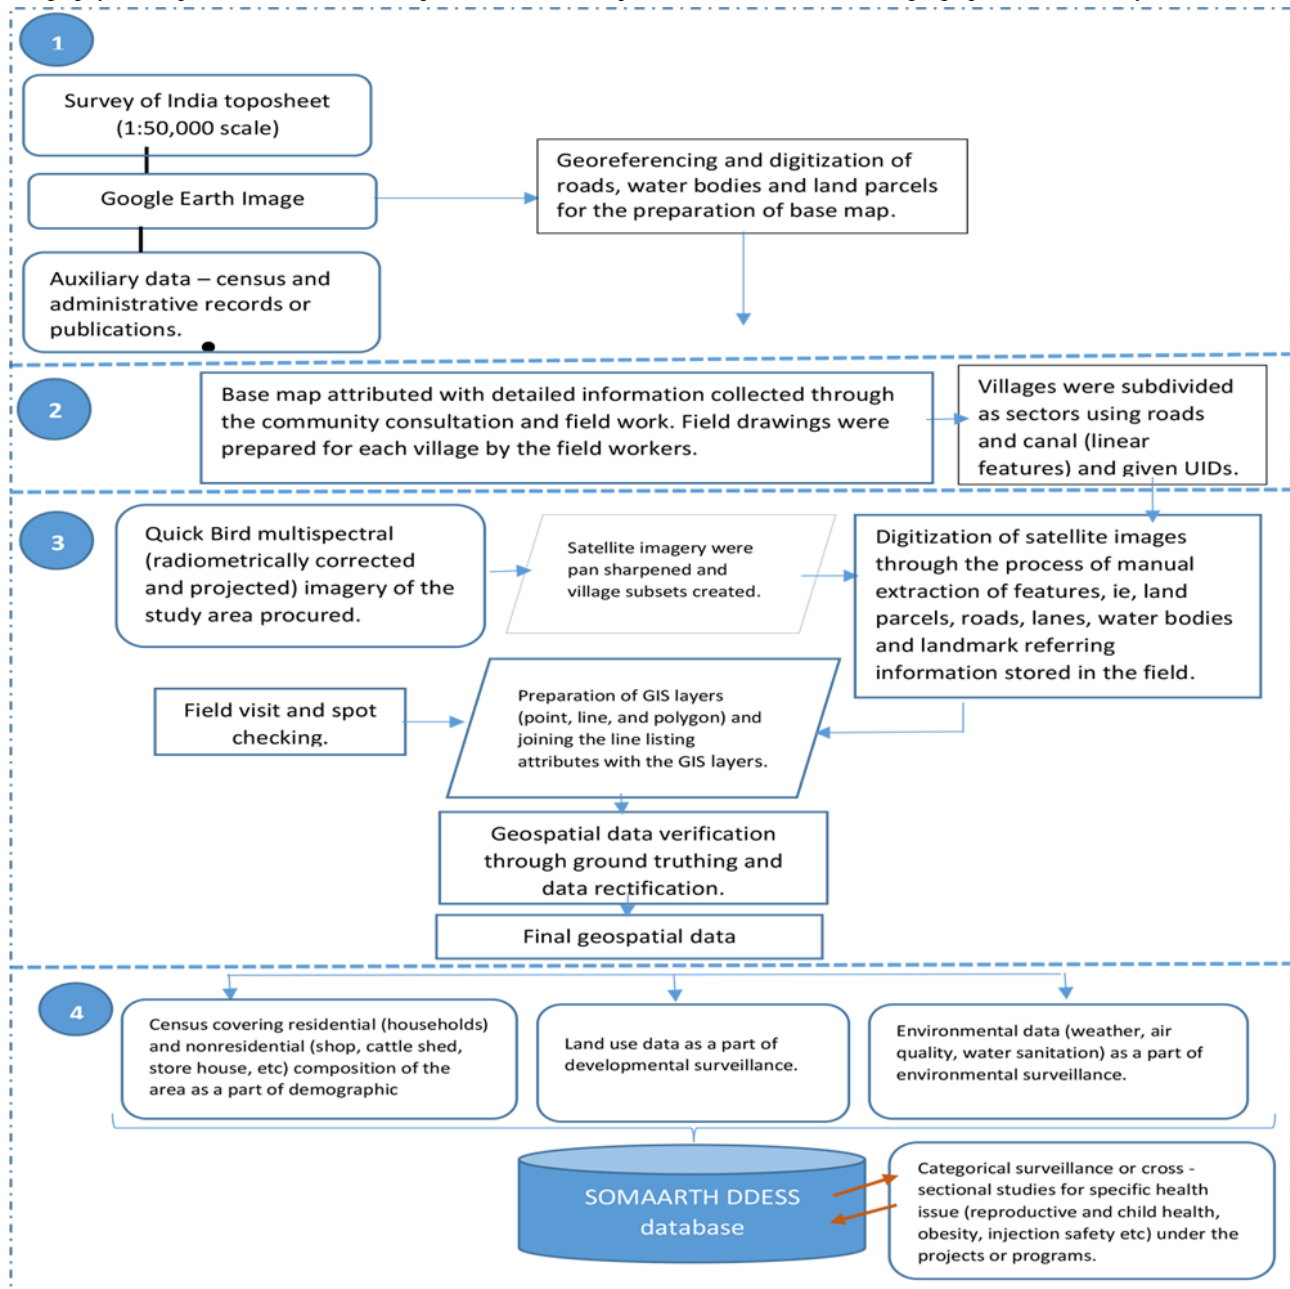 1
Survey of India toposheet
(1:50,000 scale)
Google Earth Image
Auxiliary data – census and
administrative records or
publications.
Georeferencing and digitization of
roads, water bodies and land parcels
for the preparation of base map.
2
Base map attributed with detailed information collected through
the community consultation and field work. Field drawings were
prepared for each village by the field workers.
Villages were subdivided
as sectors using roads
and canal (linear
features) and given UIDs.
3
Quick Bird multispectral
(radiometrically corrected
and projected) imagery of the
study area procured.
Satellite imagery were
pan sharpened and
village subsets created.
Digitization of satellite images
through the process of manual
extraction of features, ie, land
parcels, roads, lanes, water bodies
and landmark referring
information stored in the field.
Field visit and spot
checking.
Preparation of GIS layers
(point, line, and polygon) and
joining the line listing
attributes with the GIS layers.
Geospatial data verification
through ground truthing and
data rectification.
Final geospatial data
4
Census covering residential (households)
and nonresidential (shop, cattle shed,
store house, etc) composition of the
area as a part of demographic
Land use data as a part of
developmental surveillance.
Environmental data (weather, air
quality, water sanitation) as a part of
environmental surveillance.
SOMAARTH DDESS
database
Categorical surveillance or cross -
sectional studies for specific health
issue (reproductive and child health,
obesity, injection safety etc) under the
projects or programs.